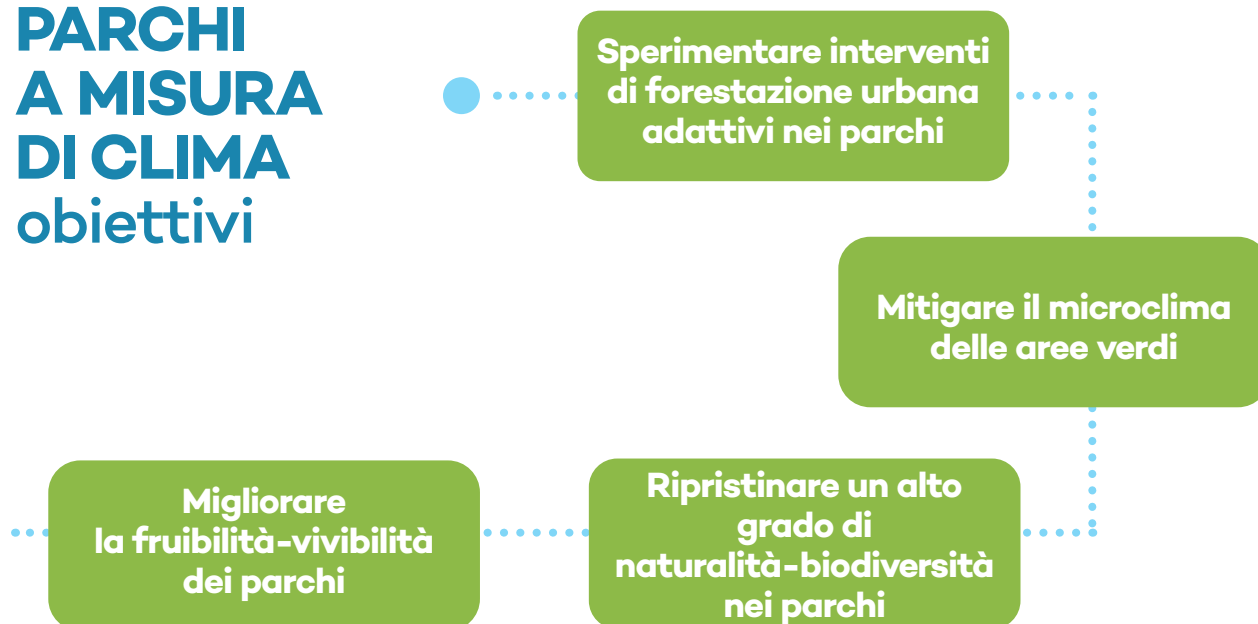 PARCHI
A MISURA
DI CLIMA
obiettivi
Sperimentare interventi
di forestazione urbana
adattivi nei parchi
Mitigare il microclima
delle aree verdi
Ripristinare un alto
grado di
naturalità-biodiversità
nei parchi
Migliorare
la fruibilità-vivibilità
dei parchi